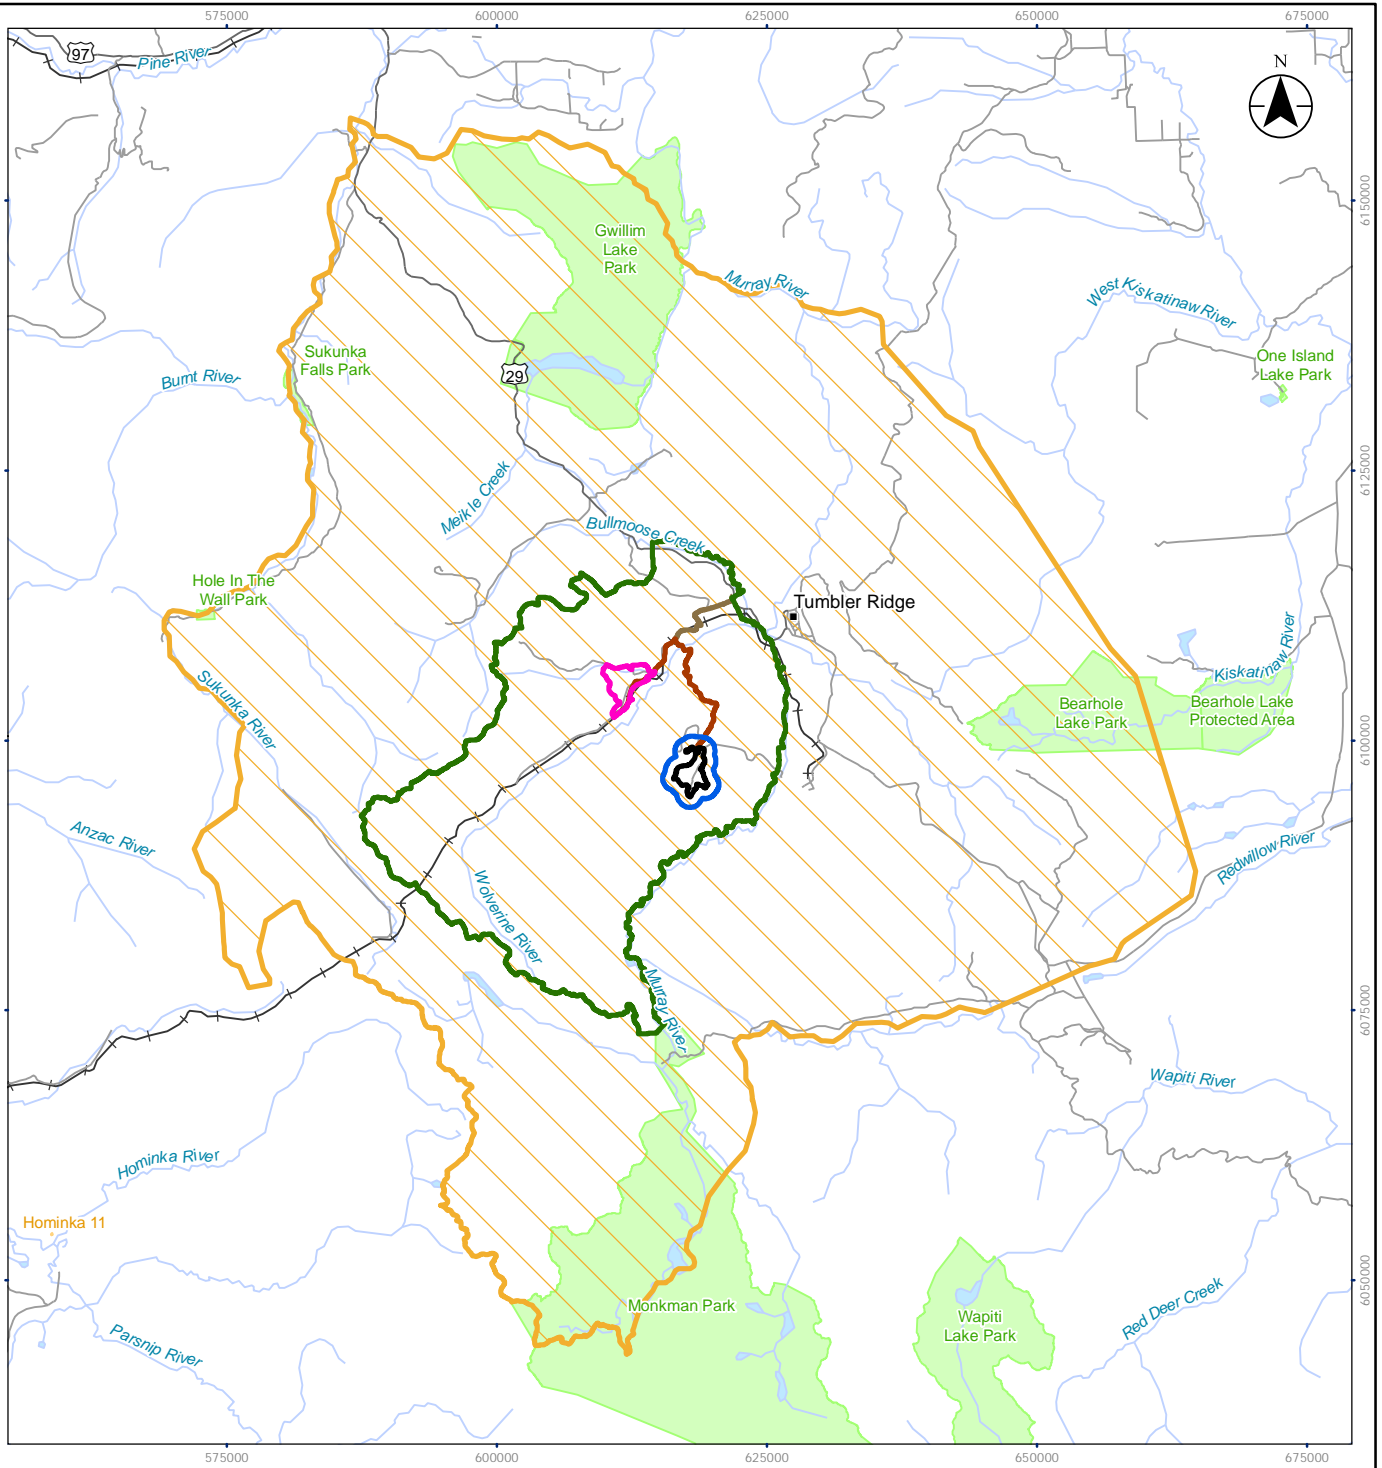 575000
600000
625000
650000
675000
97
Pine River
N
6150000
Gwillim
Lake
Park
Murray River
West Kiskatinaw River
Sukunka
Falls Park
One Island
Lake Park
29
Burnt River
6125000
Meikle Creek
Bullmoose Creek
Hole In The
Wall Park
Tumbler Ridge
Kiskatinaw River
Sukunka River
Bearhole
Lake Park
Bearhole Lake
Protected Area
6100000
Anzac River
Redwillow River
Wolverine River
Murray River
6075000
Wapiti River
Hominka River
Hominka 11
6050000
Monkman Park
Wapiti
Lake Park
Red Deer Creek
Parsnip River
575000
600000
625000
650000
675000